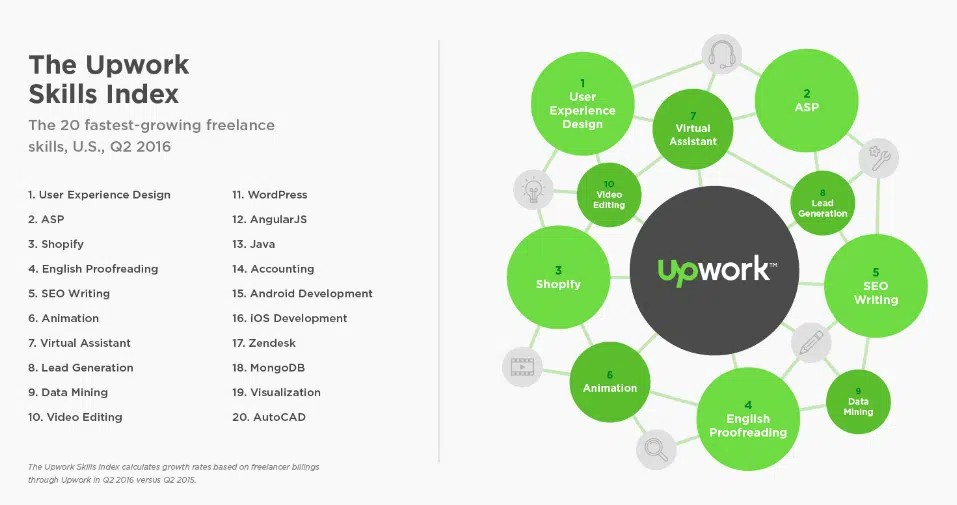 The Upwork
Skills Index
The 20 fastest-growing freelance
skills, U.S., Q2 2016
1. User Experience Design
2. ASP
3. Shopify
4. English Proofreading
5. SEO Writing
6. Animation
7. Virtual Assistant
8. Lead Generation
9. Data Mining
10. Video Editing
11. WordPress
12. AngularJS
13. Java
14. Accounting
15. Android Development
16. iOS Development
17. Zendesk
18. MongoDB
19. Visualization
20. AutoCAD
The Upwork Skills Index calculates growth rates based on freelancer billings
through Upwork in Q2 2016 versus Q2 2015.
1
User
Experience
Design
7
Virtual
Assistant
2
ASP
10
Video
Editing
8
Lead
Generation
3
Shopify
upwork™
5
SEO
Writing
6
Animation
4
English
Proofreading
9
Data
Mining